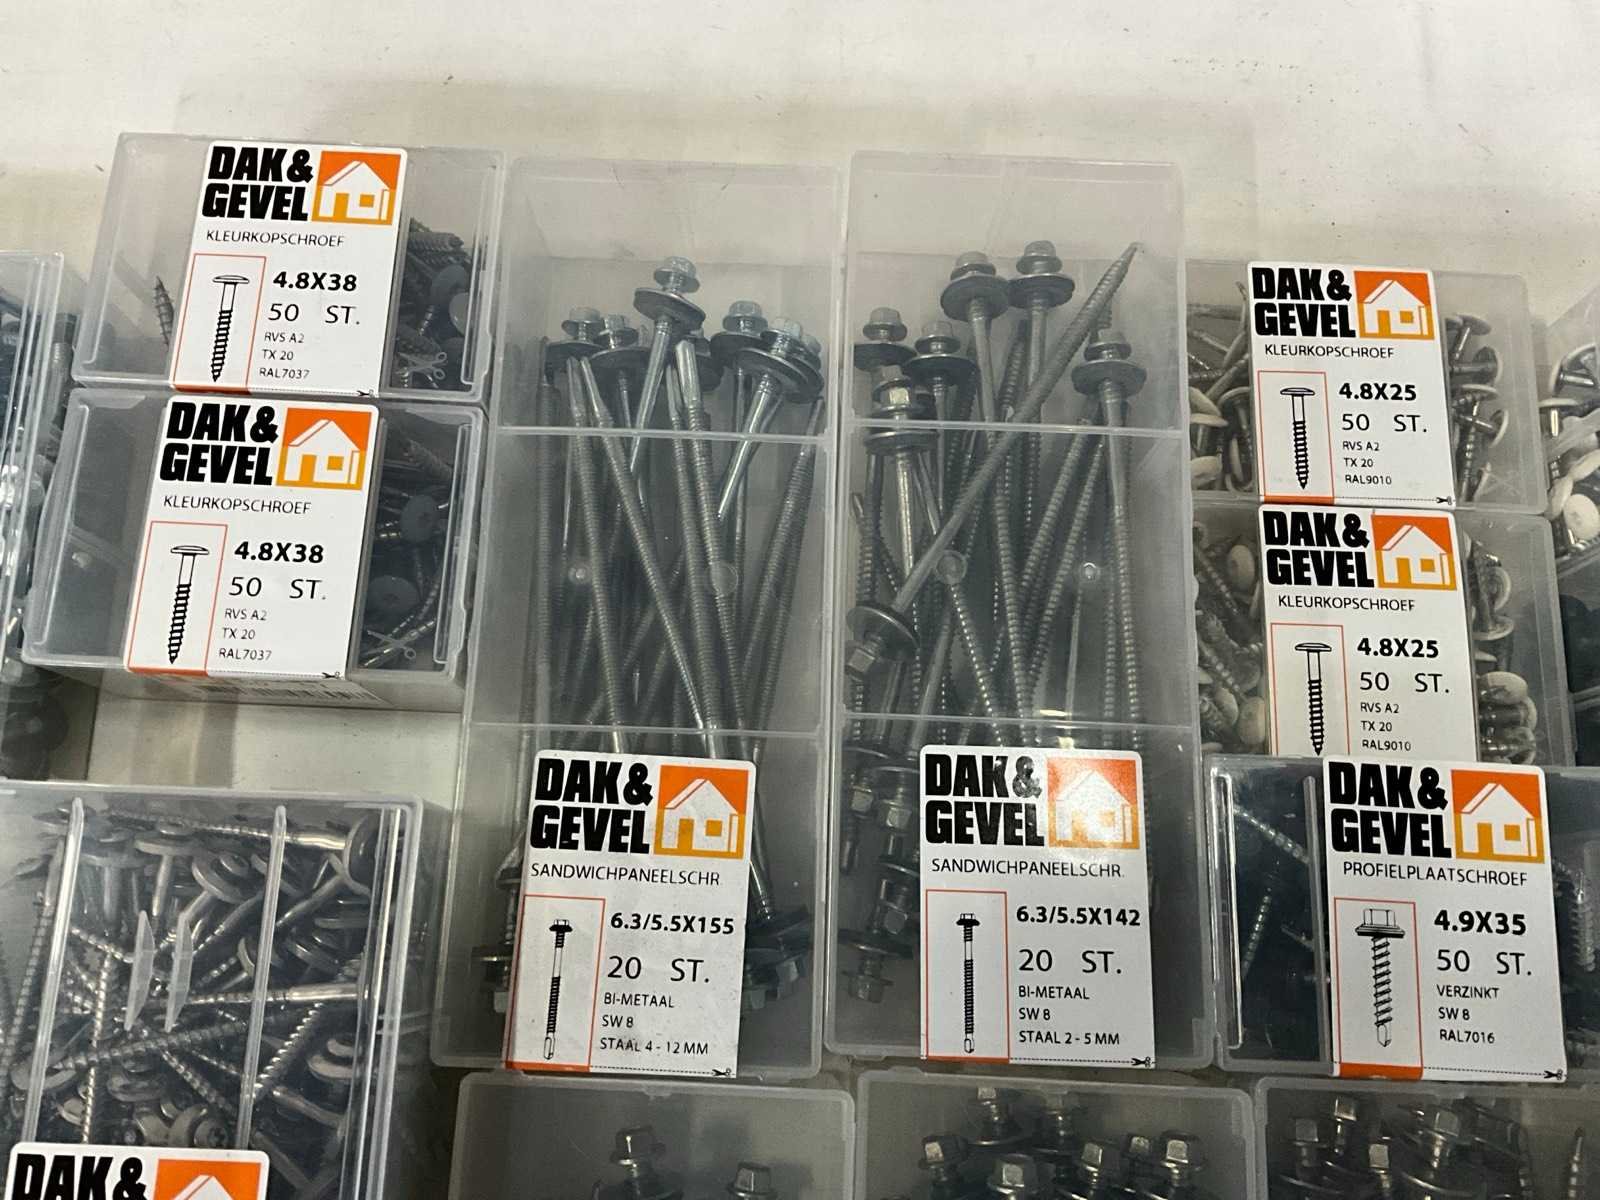 DAK&
GEVEL
KLEURKOPSCHROEF
4.8X38
50 ST.
RVS A2
TX 20
RAL7037
DAK&
GEVEL
KLEURKOPSCHROEF
4.8X38
50 ST.
RVS A2
TX 20
RAL7037
DAK&
GEVEL
KLEURKOPSCHROEF
4.8X25
50 ST.
RVS A2
TX 20
RAL9010
DAK&
GEVEL
KLEURKOPSCHROEF
4.8X25
50 ST.
RVS A2
TX 20
RAL9010
DAK&
GEVEL
SANDWICHPANEELSCHR.
6.3/5.5X155
20 ST.
BI-METAAL
SW 8
STAAL 4 - 12 MM
DAK&
GEVEL
SANDWICHPANEELSCHR.
6.3/5.5X142
20 ST.
BI-METAAL
SW 8
STAAL 2 - 5 MM
DAK&
GEVEL
PROFIELPLAATSCHROEF
4.9X35
50 ST.
VERZINKT
SW 8
RAL7016
DAK&